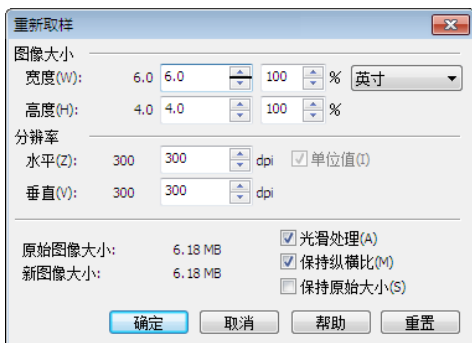 重新取样
图像大小
宽度(W): 6.0 6.0 100 % 英寸
高度(H): 4.0 4.0 100 %
分辨率
水平(Z): 300 300 dpi 单位值(I)
垂直(V): 300 300 dpi
原始图像大小: 6.18 MB 光滑处理(A)
新图像大小: 6.18 MB 保持纵横比(M)
保持原始大小(S)
确定 取消 帮助 重置